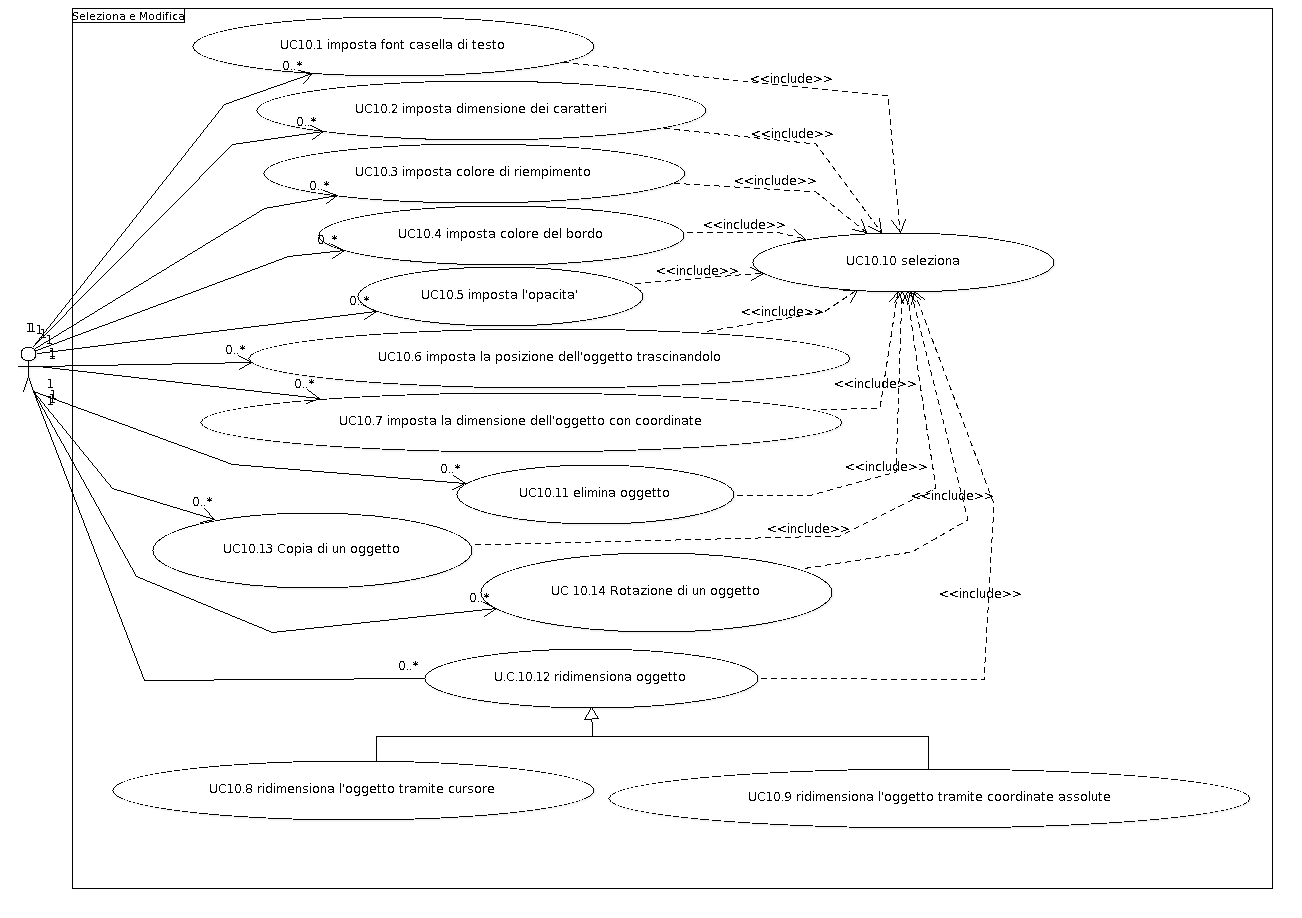 Seleziona e Modifica
UC10.1 imposta font casella di testo
0..*
<<include>>
UC10.2 imposta dimensione dei caratteri
0..*
<<include>>
UC10.3 imposta colore di riempimento
0..*
<<include>>
UC10.4 imposta colore del bordo
0..*
<<include>>
UC10.10 seleziona
UC10.5 imposta l'opacita'
0..*
<<include>>
<<include>>
1
1
1
1
1
1
0..*
UC10.6 imposta la posizione dell'oggetto trascinandolo
0..*
<<include>>
1
1
1
UC10.7 imposta la dimensione dell'oggetto con coordinate
0..*
<<include>>
UC10.11 elimina oggetto
<<include>>
0..*
<<include>>
UC10.13 Copia di un oggetto
UC 10.14 Rotazione di un oggetto
0..*
<<include>>
0..*
U.C.10.12 ridimensiona oggetto
UC10.8 ridimensiona l'oggetto tramite cursore
UC10.9 ridimensiona l'oggetto tramite coordinate assolute